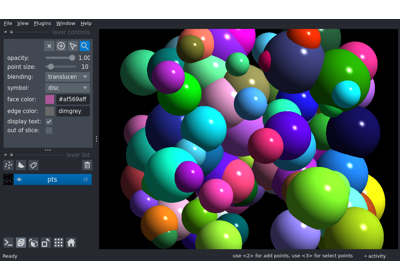 File View Plugins Window Help
layer controls
opacity: 1.00
point size: 10
blending: translucen
symbol: disc
face color: #af569aff
edge color: dimgrey
display text:
out of slice:
layer list
pts
Ready use <2> for add points, use <3> for select points activity